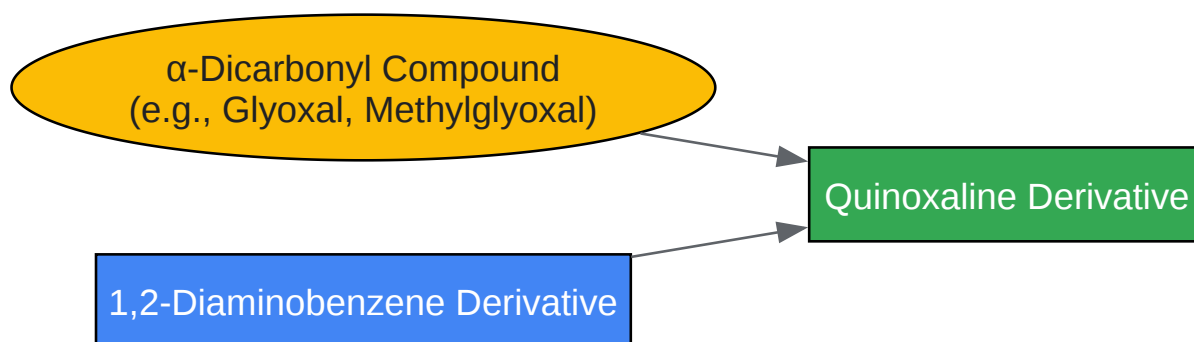 α-Dicarbonyl Compound
(e.g., Glyoxal, Methylglyoxal)
Quinoxaline Derivative
1,2-Diaminobenzene Derivative